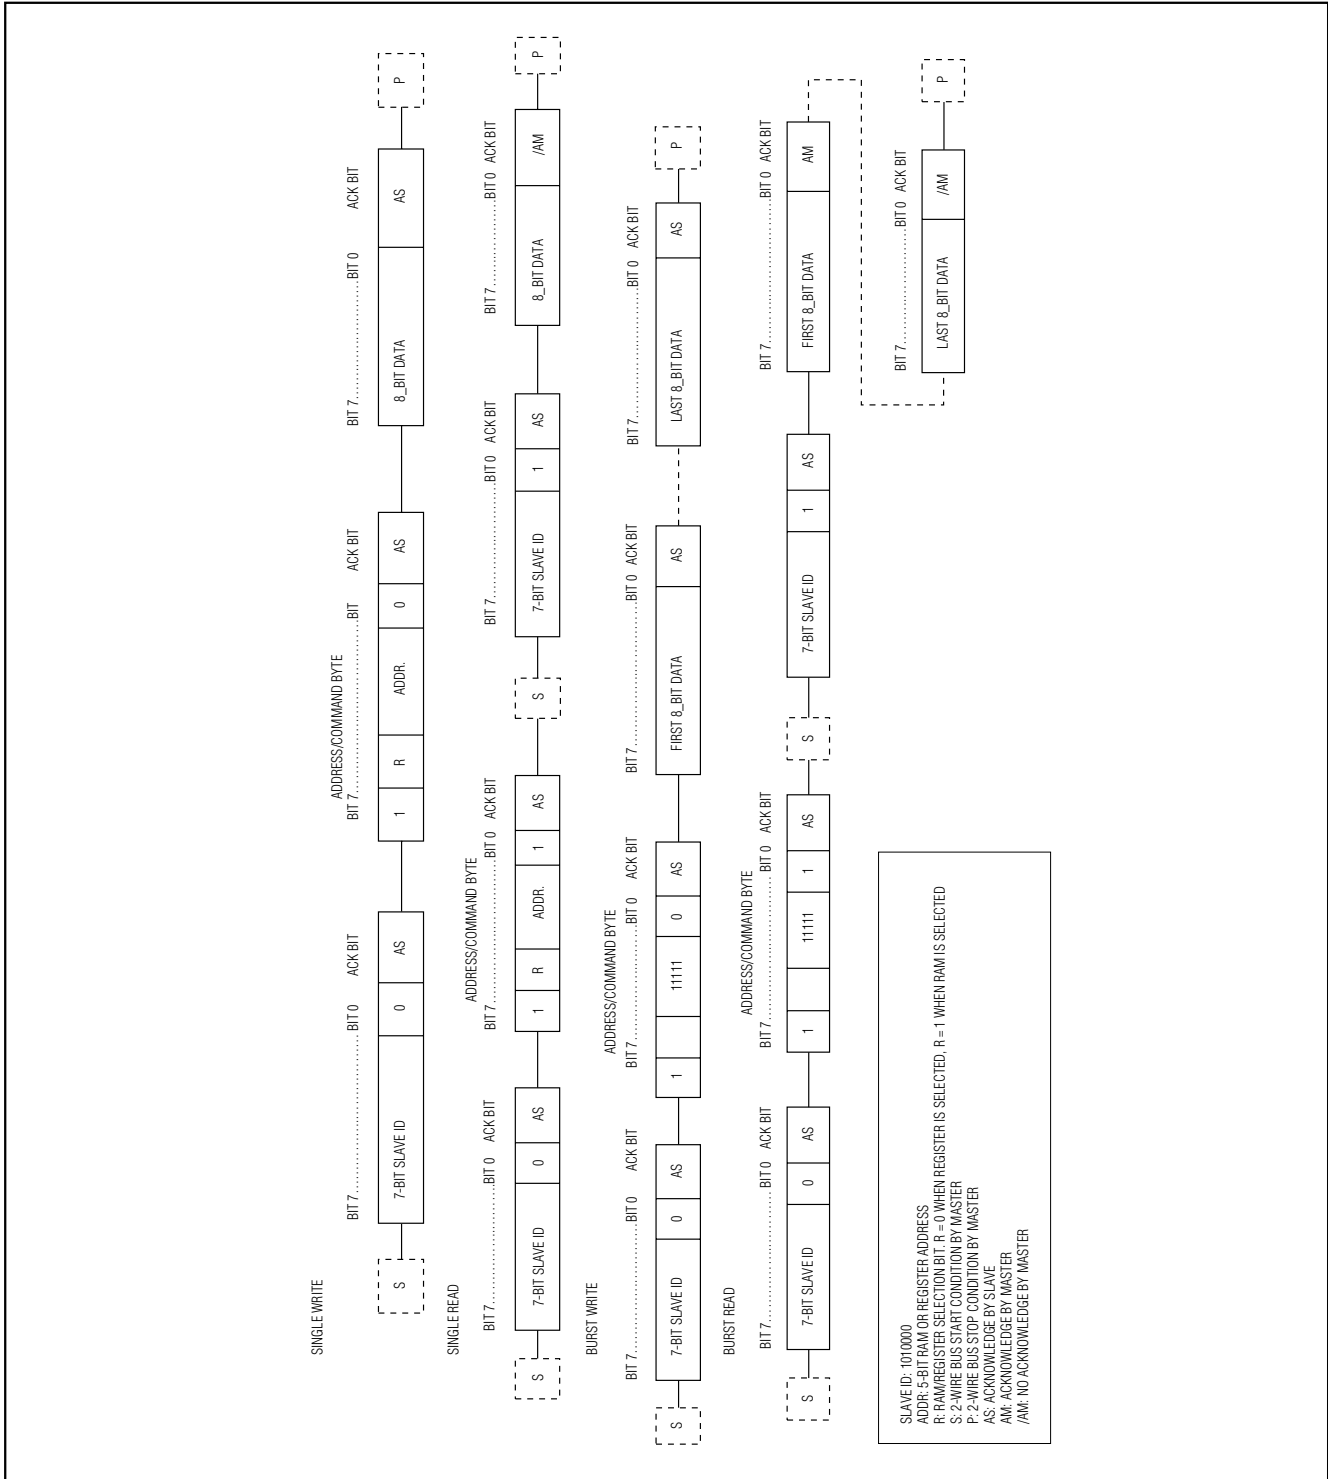 SINGLE WRITE
ADDRESS/COMMAND BYTE
BIT 7..............................BIT 0 ACK BIT BIT 7..............................BIT ACK BIT BIT 7..............................BIT 0 ACK BIT
S 7-BIT SLAVE ID 0 AS 1 R ADDR. 0 AS 8_BIT DATA AS P
SINGLE READ
ADDRESS/COMMAND BYTE
BIT 7..............................BIT 0 ACK BIT BIT 7..............................BIT 0 ACK BIT BIT 7..............................BIT 0 ACK BIT BIT 7..............................BIT 0 ACK BIT
S 7-BIT SLAVE ID 0 AS 1 R ADDR. 1 AS S 7-BIT SLAVE ID 1 AS 8_BIT DATA /AM P
BURST WRITE
ADDRESS/COMMAND BYTE
BIT 7..............................BIT 0 ACK BIT BIT 7..............................BIT 0 ACK BIT BIT 7..............................BIT 0 ACK BIT BIT 7..............................BIT 0 ACK BIT
S 7-BIT SLAVE ID 0 AS 1 11111 0 AS FIRST 8_BIT DATA AS LAST 8_BIT DATA AS P
BURST READ
ADDRESS/COMMAND BYTE
BIT 7..............................BIT 0 ACK BIT BIT 7..............................BIT 0 ACK BIT BIT 7..............................BIT 0 ACK BIT
S 7-BIT SLAVE ID 0 AS 1 11111 1 AS S 7-BIT SLAVE ID 1 AS FIRST 8_BIT DATA AM
BIT 7..............................BIT 0 ACK BIT
LAST 8_BIT DATA /AM P
SLAVE ID: 1010000
ADDR: 5-BIT RAM OR REGISTER ADDRESS
R: RAM/REGISTER SELECTION BIT. R = 0 WHEN REGISTER IS SELECTED, R = 1 WHEN RAM IS SELECTED
S: 2-WIRE BUS START CONDITION BY MASTER
P: 2-WIRE BUS STOP CONDITION BY MASTER
AS: ACKNOWLEDGE BY SLAVE
AM: ACKNOWLEDGE BY MASTER
/AM: NO ACKNOWLEDGE BY MASTER